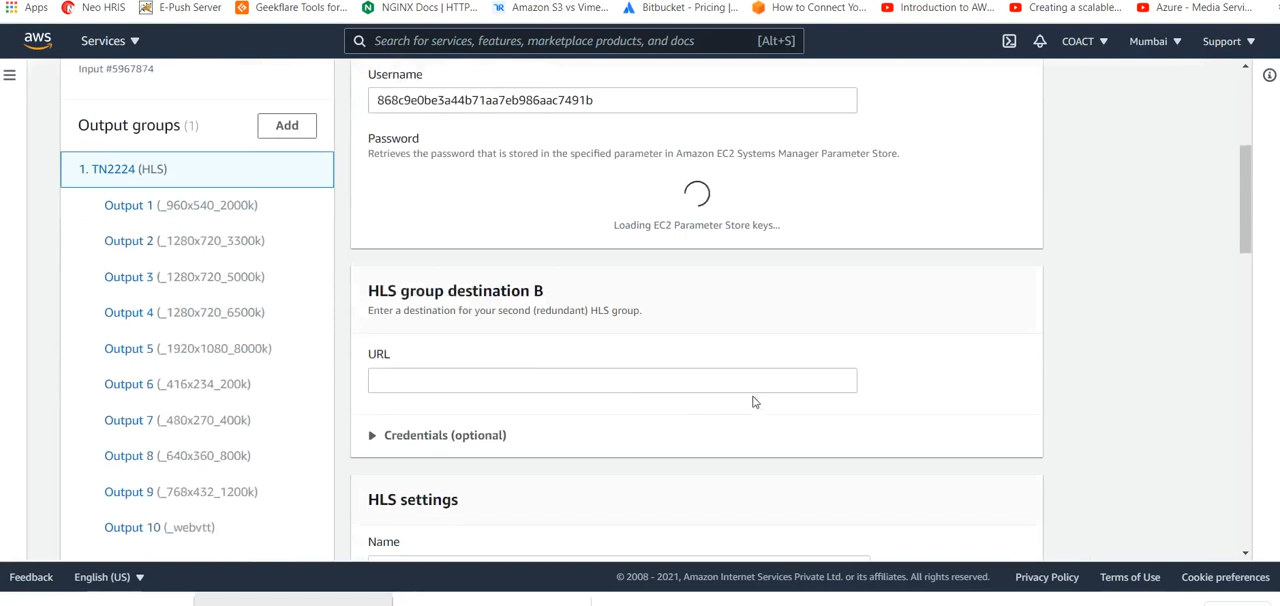 Apps Neo HRIS E-Push Server Geekflare Tools for... NGINX Docs | HTTP... Amazon S3 vs Vime... Bitbucket - Pricing |... How to Connect You... Introduction to AW... Creating a scalable... Azure - Media Servi...
aws Services Search for services, features, marketplace products, and docs [Alt+S] COACT Mumbai Support
Input #5967874
Output groups (1) Add
1. TN2224 (HLS)
Output 1 (_960x540_2000k)
Output 2 (_1280x720_3300k)
Output 3 (_1280x720_5000k)
Output 4 (_1280x720_6500k)
Output 5 (_1920x1080_8000k)
Output 6 (_416x234_200k)
Output 7 (_480x270_400k)
Output 8 (_640x360_800k)
Output 9 (_768x432_1200k)
Output 10 (_webvtt)
Username
868c9e0be3a44b71aa7eb986aac7491b
Password
Retrieves the password that is stored in the specified parameter in Amazon EC2 Systems Manager Parameter Store.
Loading EC2 Parameter Store keys...
HLS group destination B
Enter a destination for your second (redundant) HLS group.
URL
Credentials (optional)
HLS settings
Name
Feedback English (US) © 2008 - 2021, Amazon Internet Services Private Ltd. or its affiliates. All rights reserved. Privacy Policy Terms of Use Cookie preferences